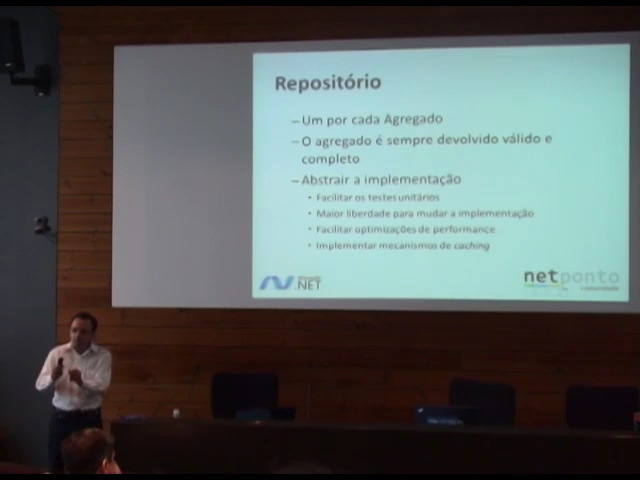 Repositório
– Um por cada Agregado
– O agregado é sempre devolvido válido e
completo
– Abstrair a implementação
• Facilitar os testes unitários
• Maior liberdade para mudar a implementação
• Facilitar optimizações de performance
• Implementar mecanismos de caching
.NET
netponto